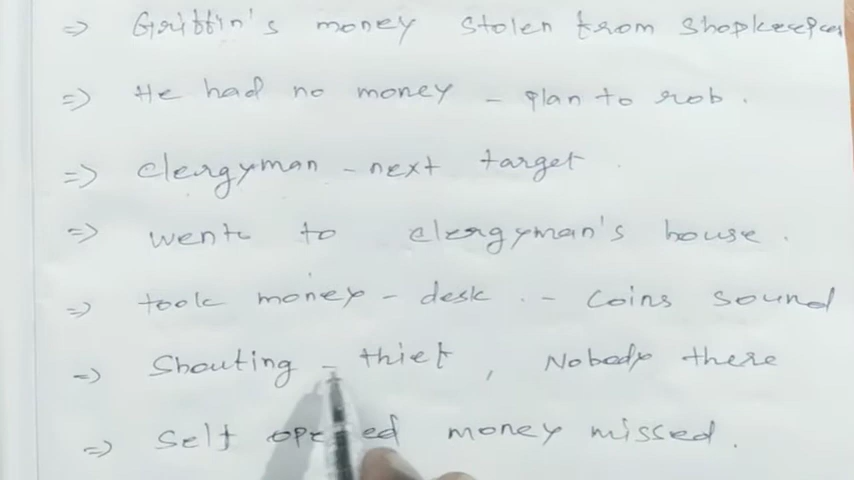 => Griffin's money stolen from shopkeeper
=> He had no money - plan to rob.
=> clergyman - next target
=> went to clergyman's house.
=> took money - desk. - coins sound
=> Shouting - thief, Nobody there
=> Self opened money missed.